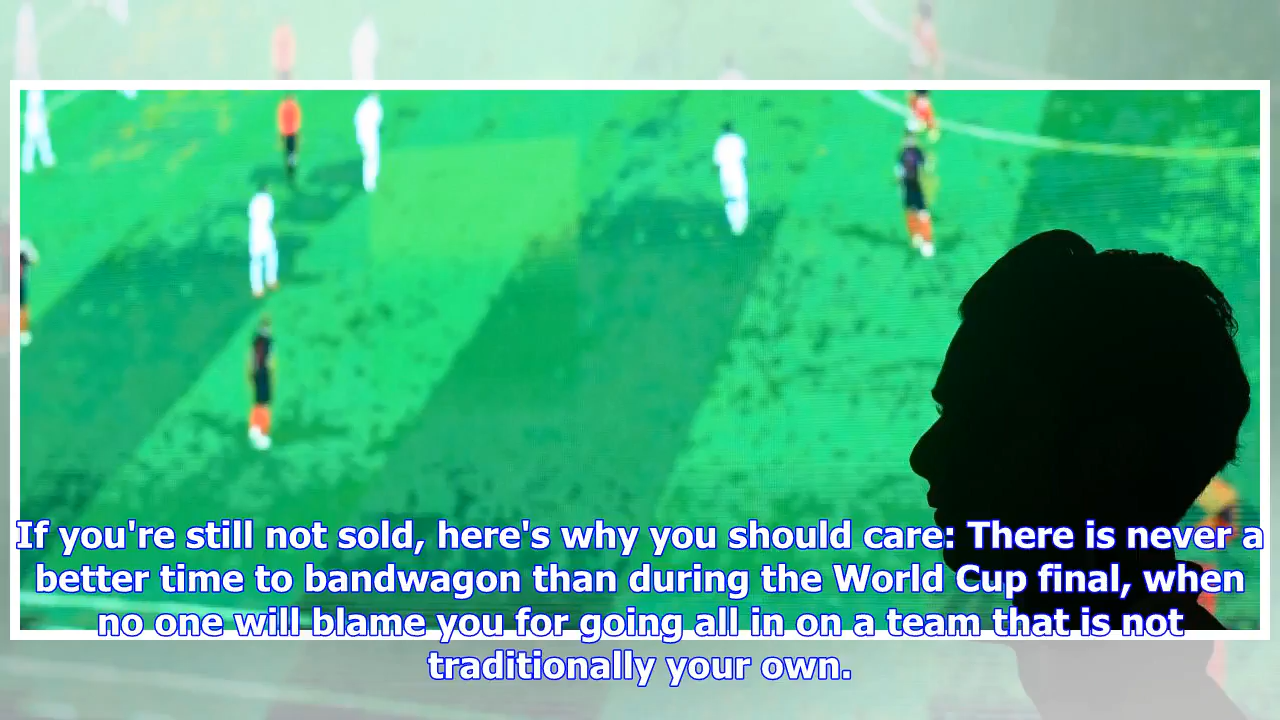 If you're still not sold, here's why you should care: There is never a
better time to bandwagon than during the World Cup final, when
no one will blame you for going all in on a team that is not
traditionally your own.